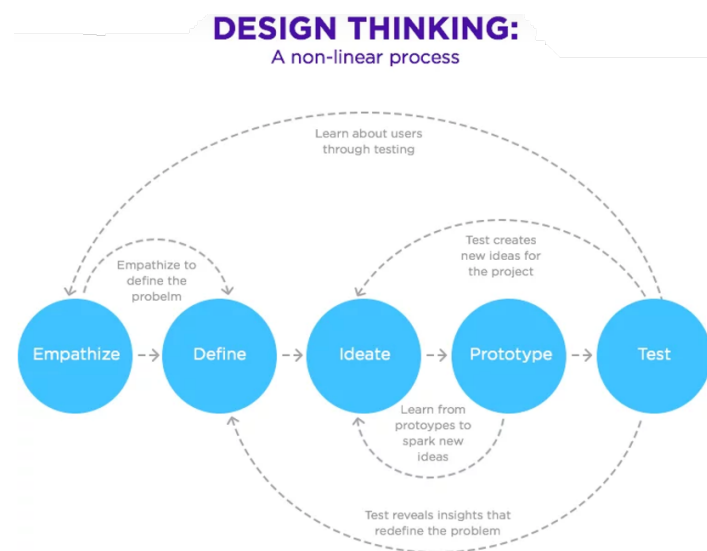 DESIGN THINKING:
A non-linear process
Learn about users
through testing
Test creates
new ideas for
the project
Empathize to
define the
probelm
Empathize
Define
Ideate
Prototype
Test
Learn from
protoypes to
spark new
ideas
Test reveals insights that
redefine the problem